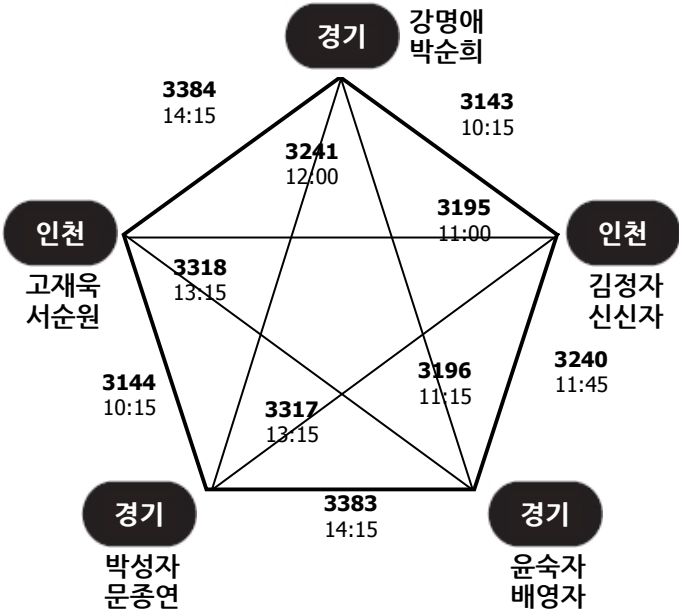 경기
강명애
박순희
3384
14:15
3143
10:15
3241
12:00
3195
11:00
인천
고재욱
서순원
인천
김정자
신신자
3318
13:15
3144
10:15
3317
13:15
3196
11:15
3240
11:45
경기
박성자
문종연
3383
14:15
경기
윤숙자
배영자